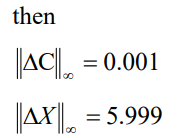 then
‖ΔC‖∞ = 0.001
‖ΔX‖∞ = 5.999